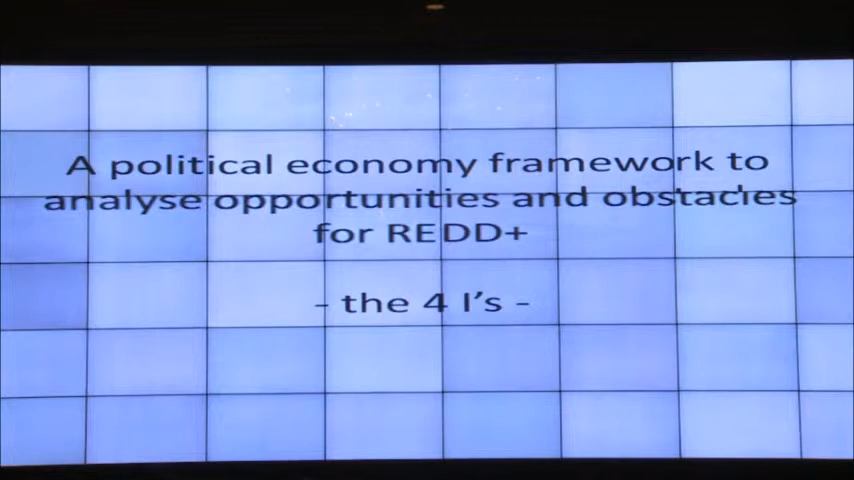 A political economy framework to
analyse opportunities and obstacles
for REDD+
- the 4 I's -